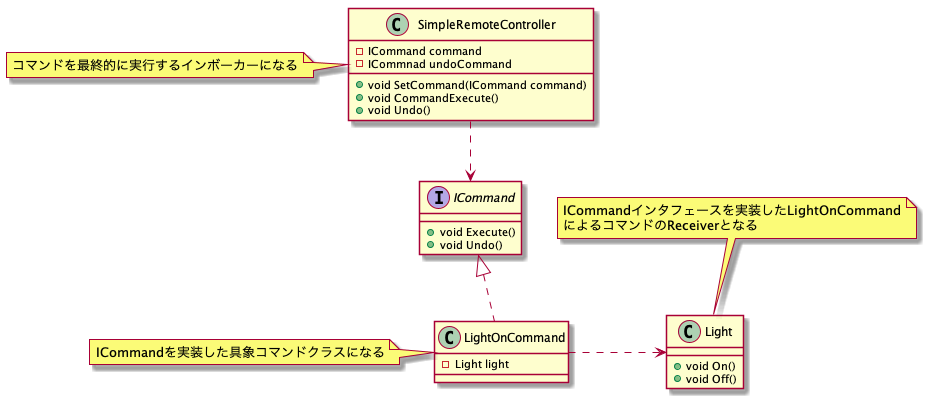 C SimpleRemoteController
ICommand command
ICommnad undoCommand
void SetCommand(ICommand command)
void CommandExecute()
void Undo()
コマンドを最終的に実行するインボーカーになる
I ICommand
void Execute()
void Undo()
ICommandインタフェースを実装したLightOnCommand
によるコマンドのReceiverとなる
C LightOnCommand
Light light
ICommandを実装した具象コマンドクラスになる
C Light
void On()
void Off()